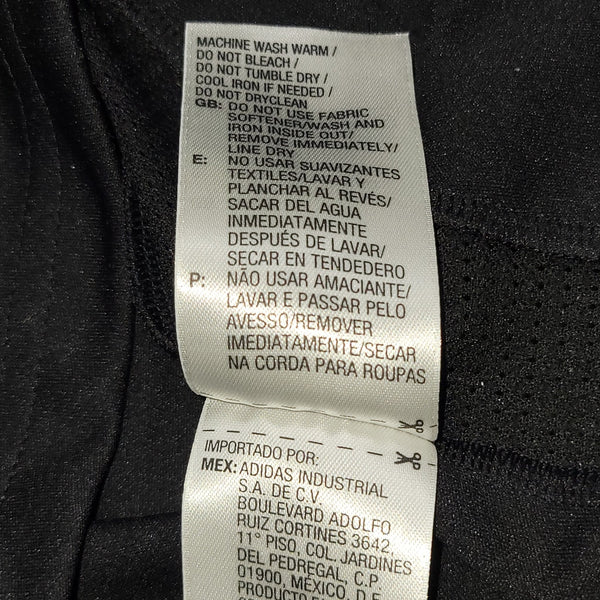 MACHINE WASH WARM /
DO NOT BLEACH /
DO NOT TUMBLE DRY /
COOL IRON IF NEEDED /
DO NOT DRYCLEAN
GB: DO NOT USE FABRIC
SOFTENER/WASH AND
IRON INSIDE OUT/
REMOVE IMMEDIATELY/
LINE DRY
E: NO USAR SUAVIZANTES
TEXTILES/LAVAR Y
PLANCHAR AL REVÉS/
SACAR DEL AGUA
INMEDIATAMENTE
DESPUÉS DE LAVAR/
SECAR EN TENDEDERO
P: NÃO USAR AMACIANTE/
LAVAR E PASSAR PELO
AVESSO/REMOVER
IMEDIATAMENTE/SECAR
NA CORDA PARA ROUPAS
IMPORTADO POR:
MEX: ADIDAS INDUSTRIAL
S.A. DE C.V.
BOULEVARD ADOLFO
RUIZ CORTINES 3642,
11° PISO, COL. JARDINES
DEL PEDREGAL, C.P.
01900, MÉXICO, D.F.
PRODUCTO